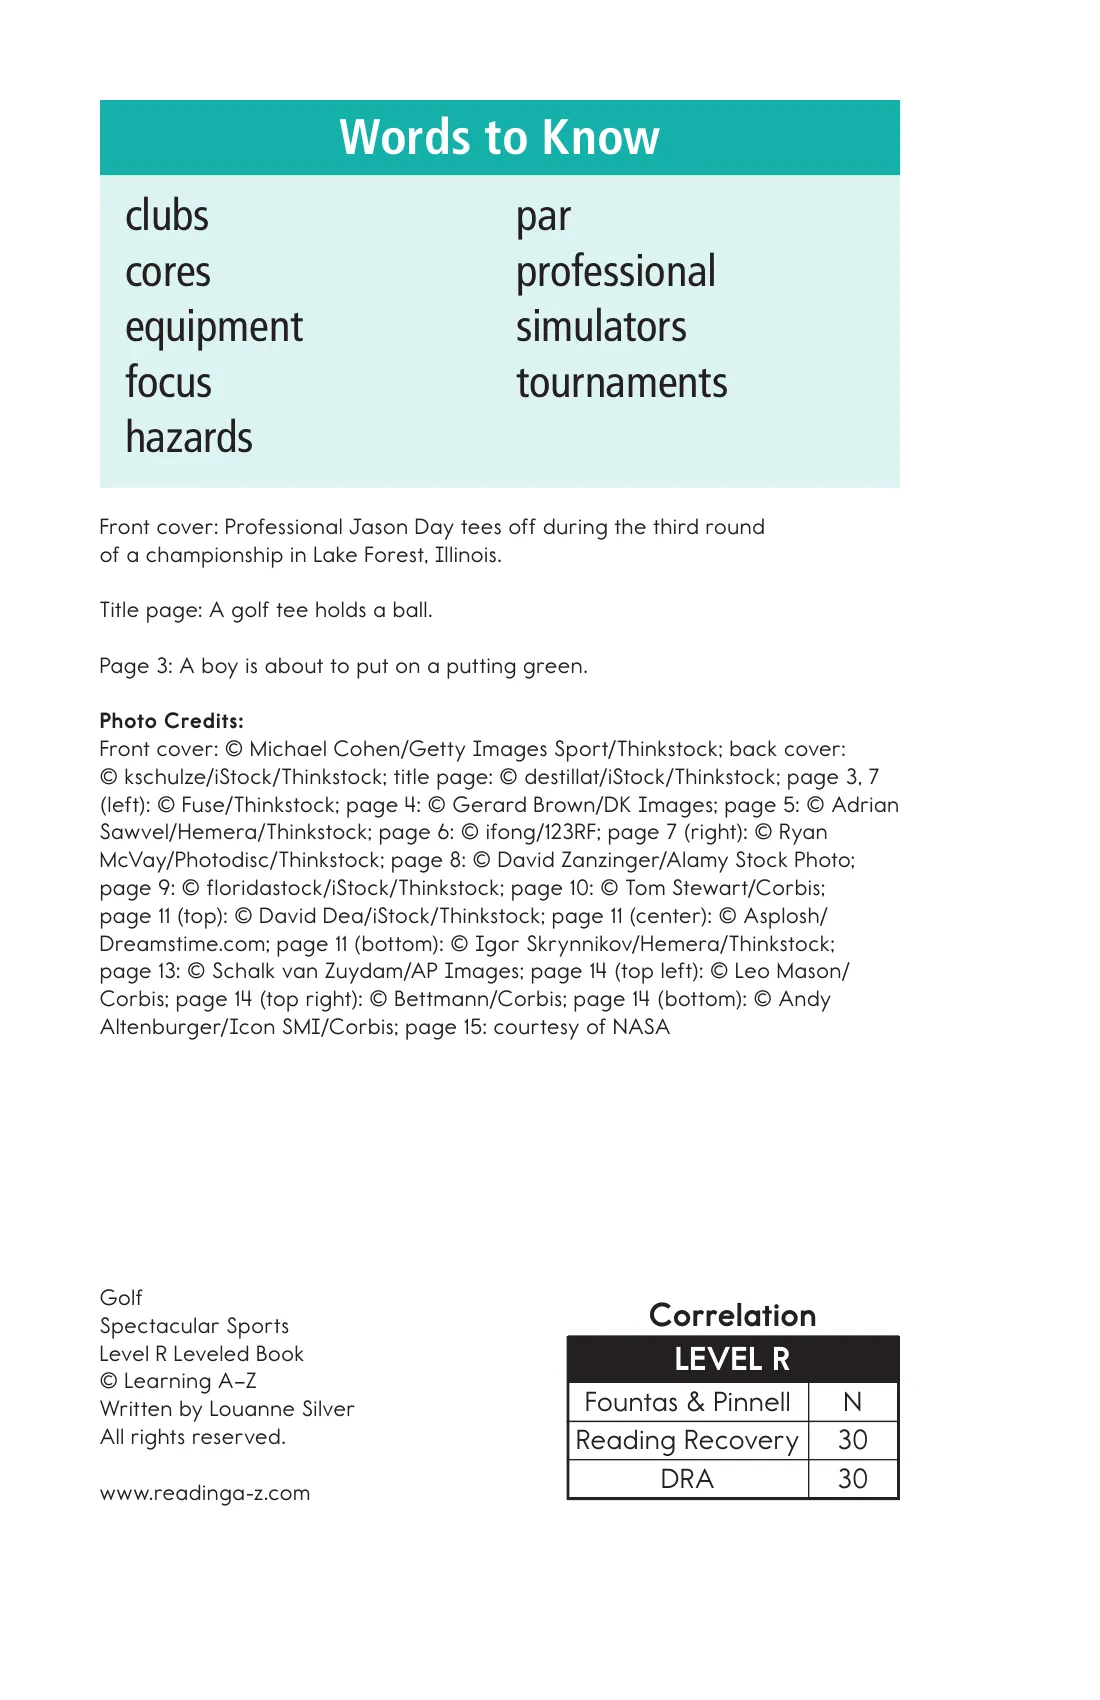 Words to Know
clubs
cores
equipment
focus
hazards
par
professional
simulators
tournaments
Front cover: Professional Jason Day tees off during the third round
of a championship in Lake Forest, Illinois.
Title page: A golf tee holds a ball.
Page 3: A boy is about to put on a putting green.
Photo Credits:
Front cover: © Michael Cohen/Getty Images Sport/Thinkstock; back cover:
© kschulze/iStock/Thinkstock; title page: © destillat/iStock/Thinkstock; page 3, 7
(left): © Fuse/Thinkstock; page 4: © Gerard Brown/DK Images; page 5: © Adrian
Sawvel/Hemera/Thinkstock; page 6: © ifong/123RF; page 7 (right): © Ryan
McVay/Photodisc/Thinkstock; page 8: © David Zanzinger/Alamy Stock Photo;
page 9: © floridastock/iStock/Thinkstock; page 10: © Tom Stewart/Corbis;
page 11 (top): © David Dea/iStock/Thinkstock; page 11 (center): © Asplosh/
Dreamstime.com; page 11 (bottom): © Igor Skrynnikov/Hemera/Thinkstock;
page 13: © Schalk van Zuydam/AP Images; page 14 (top left): © Leo Mason/
Corbis; page 14 (top right): © Bettmann/Corbis; page 14 (bottom): © Andy
Altenburger/Icon SMI/Corbis; page 15: courtesy of NASA
Golf
Spectacular Sports
Level R Leveled Book
© Learning A–Z
Written by Louanne Silver
All rights reserved.
www.readinga-z.com
Correlation
LEVEL R
Fountas & Pinnell N
Reading Recovery 30
DRA 30